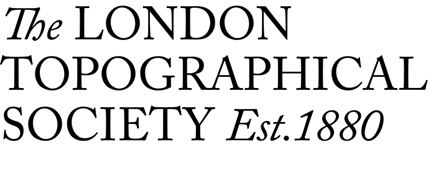 The LONDON
TOPOGRAPHICAL
SOCIETY Est.1880